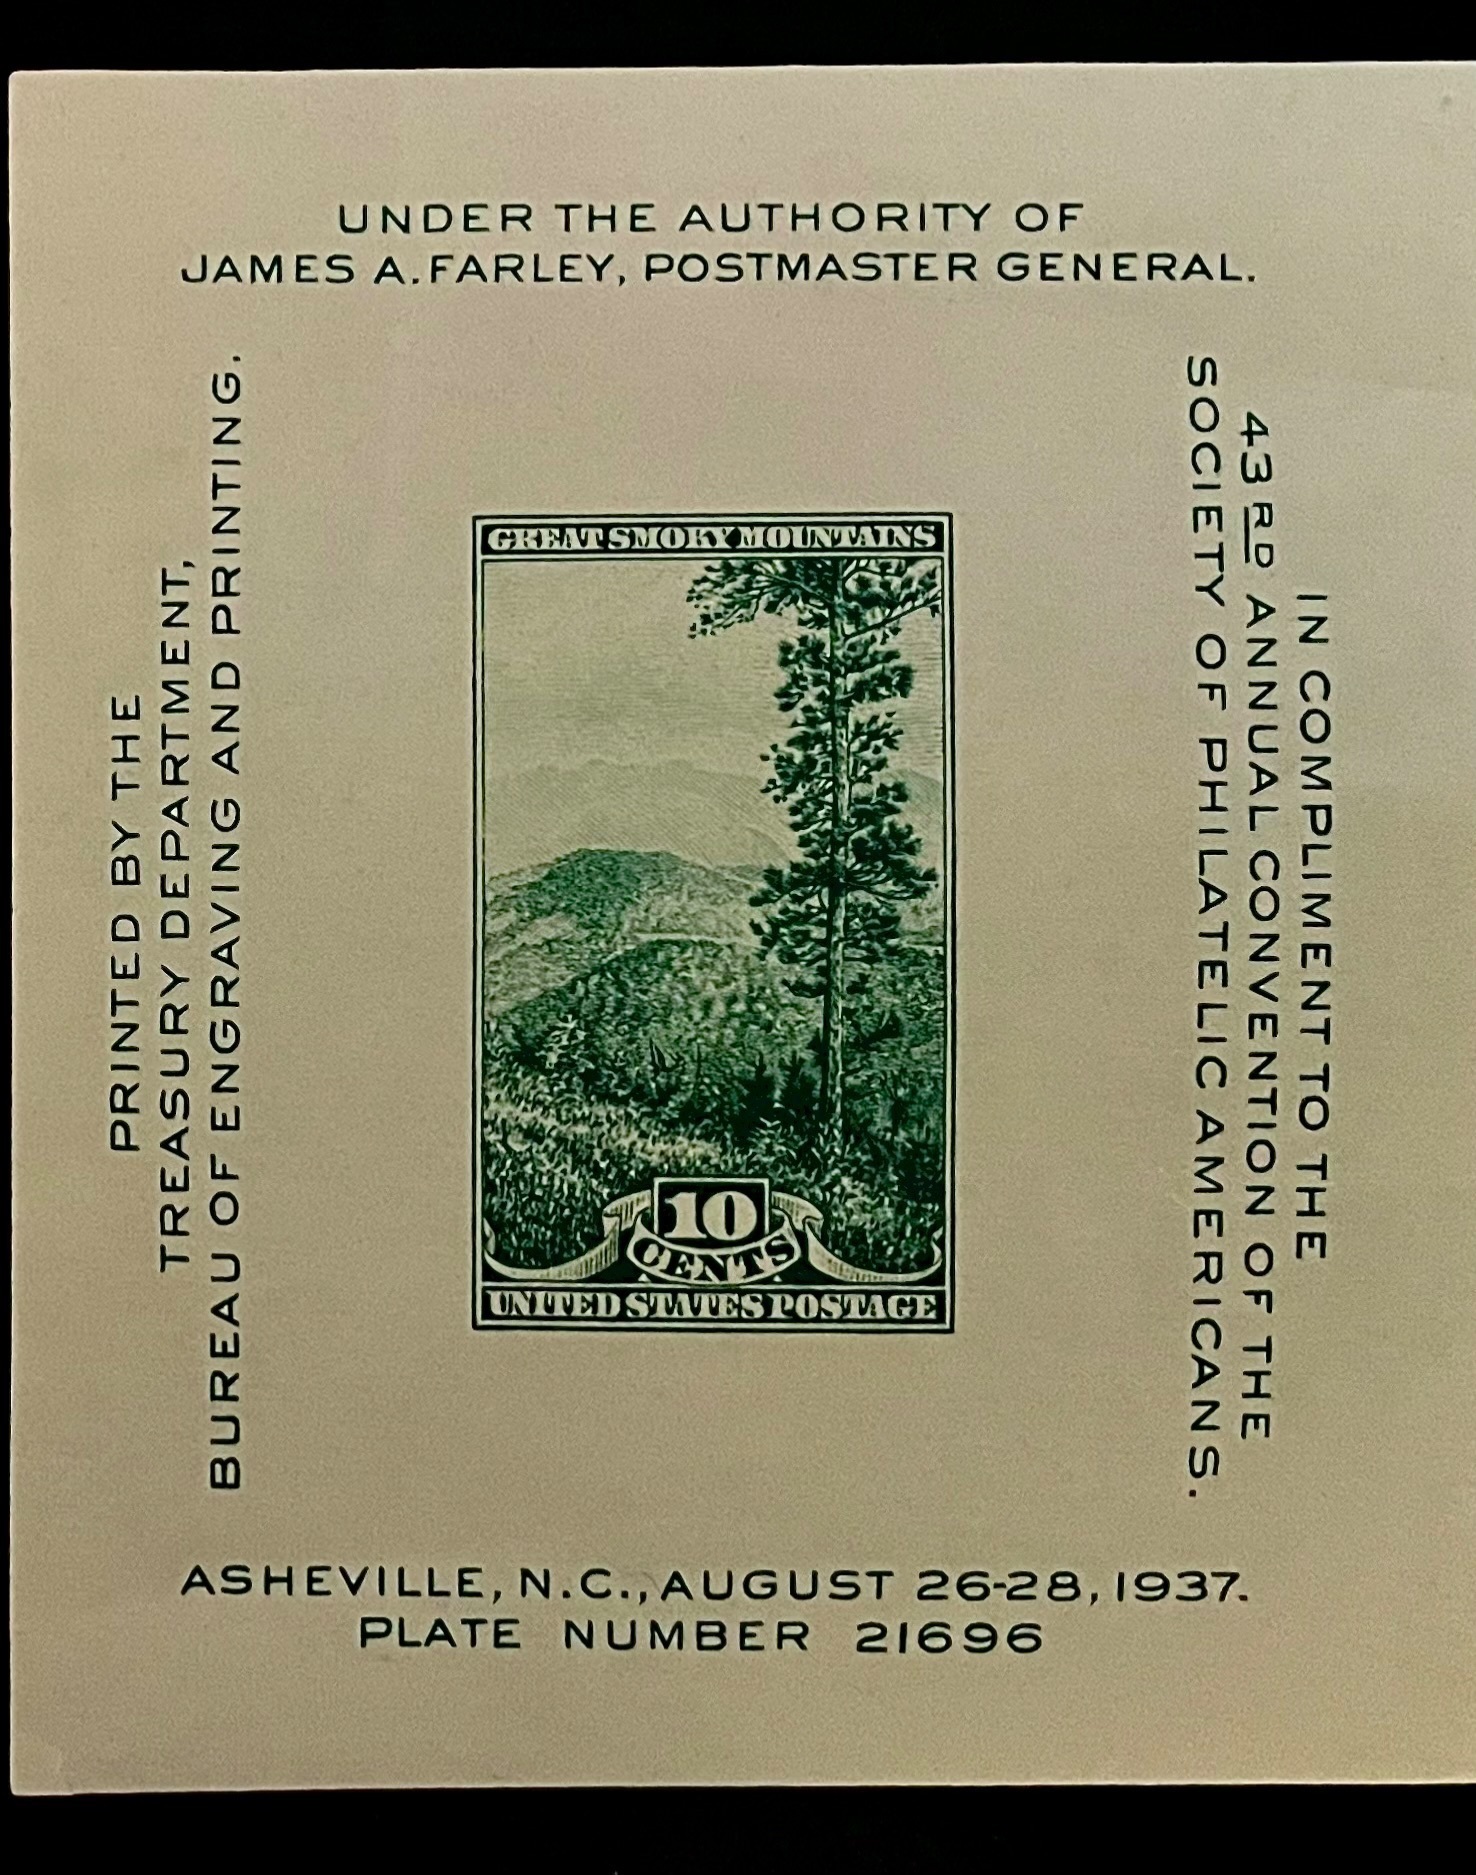 UNDER THE AUTHORITY OF
JAMES A. FARLEY, POSTMASTER GENERAL.
PRINTED BY THE
TREASURY DEPARTMENT,
BUREAU OF ENGRAVING AND PRINTING.
GREAT SMOKY MOUNTAINS
10
CENTS
UNITED STATES POSTAGE
IN COMPLIMENT TO THE
43RD ANNUAL CONVENTION OF THE
SOCIETY OF PHILATELIC AMERICANS.
ASHEVILLE, N.C., AUGUST 26-28, 1937.
PLATE NUMBER 21696